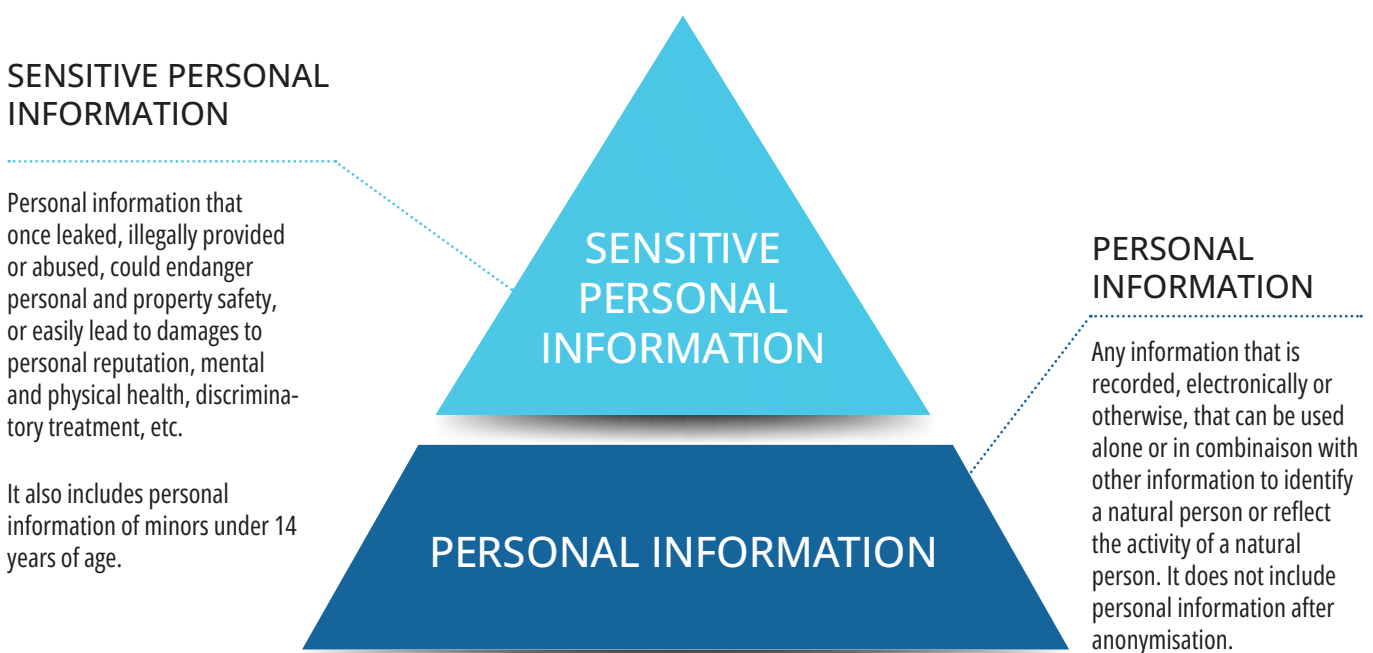 SENSITIVE PERSONAL
INFORMATION
Personal information that
once leaked, illegally provided
or abused, could endanger
personal and property safety,
or easily lead to damages to
personal reputation, mental
and physical health, discrimina-
tory treatment, etc.
It also includes personal
information of minors under 14
years of age.
SENSITIVE
PERSONAL
INFORMATION
PERSONAL INFORMATION
PERSONAL
INFORMATION
Any information that is
recorded, electronically or
otherwise, that can be used
alone or in combinaison with
other information to identify
a natural person or reflect
the activity of a natural
person. It does not include
personal information after
anonymisation.